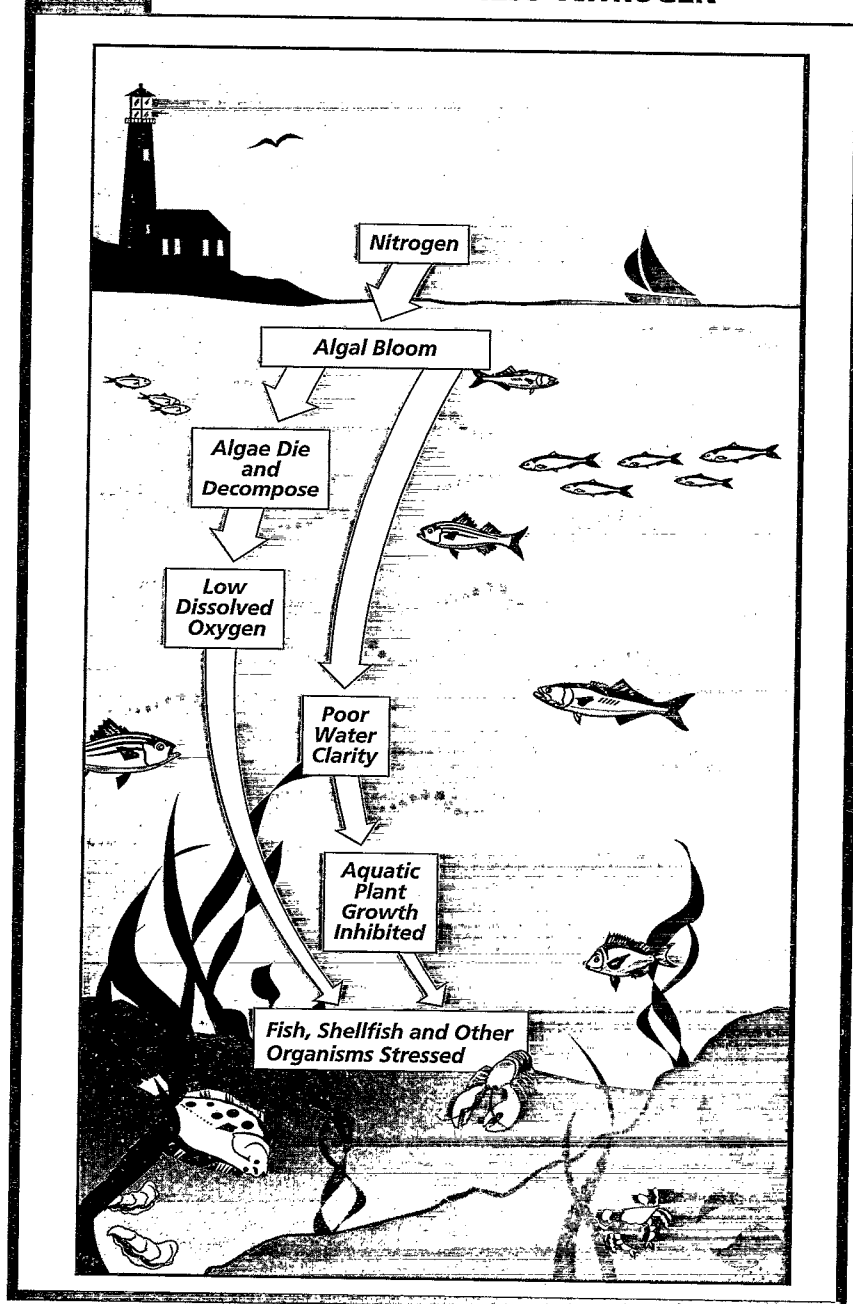 Nitrogen
Algal Bloom
Algae Die
and
Decompose
Low
Dissolved
Oxygen
Poor
Water
Clarity
Aquatic
Plant
Growth
Inhibited
Fish, Shellfish and Other
Organisms Stressed